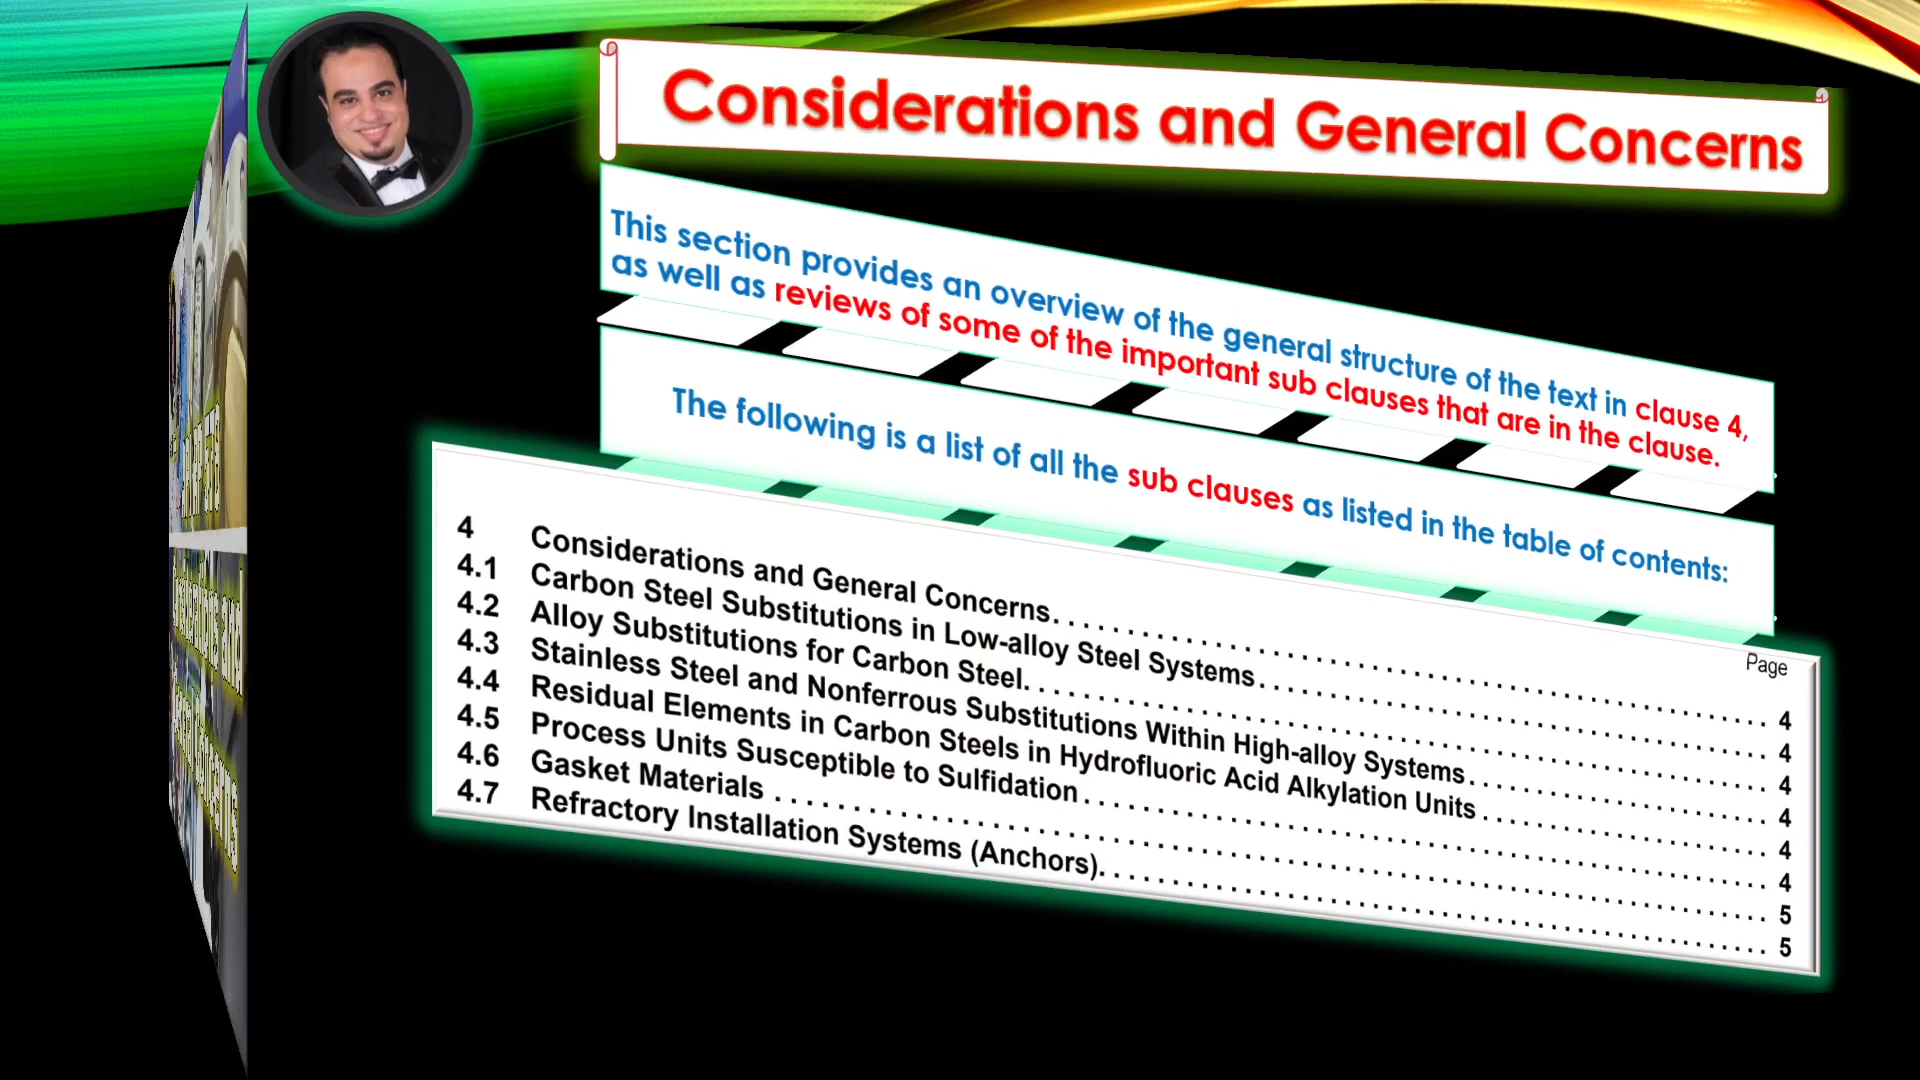 Considerations and General Concerns
This section provides an overview of the general structure of the text in clause 4,
as well as reviews of some of the important sub clauses that are in the clause.
The following is a list of all the sub clauses as listed in the table of contents:
Page
4 Considerations and General Concerns. . . . . . . . . . 4
4.1 Carbon Steel Substitutions in Low-alloy Steel Systems. . . . . . . . . . 4
4.2 Alloy Substitutions for Carbon Steel. . . . . . . . . . 4
4.3 Stainless Steel and Nonferrous Substitutions Within High-alloy Systems. . . . . . . . . . 4
4.4 Residual Elements in Carbon Steels in Hydrofluoric Acid Alkylation Units . . . . . . . . . . 4
4.5 Process Units Susceptible to Sulfidation . . . . . . . . . . 4
4.6 Gasket Materials . . . . . . . . . . 5
4.7 Refractory Installation Systems (Anchors). . . . . . . . . . 5